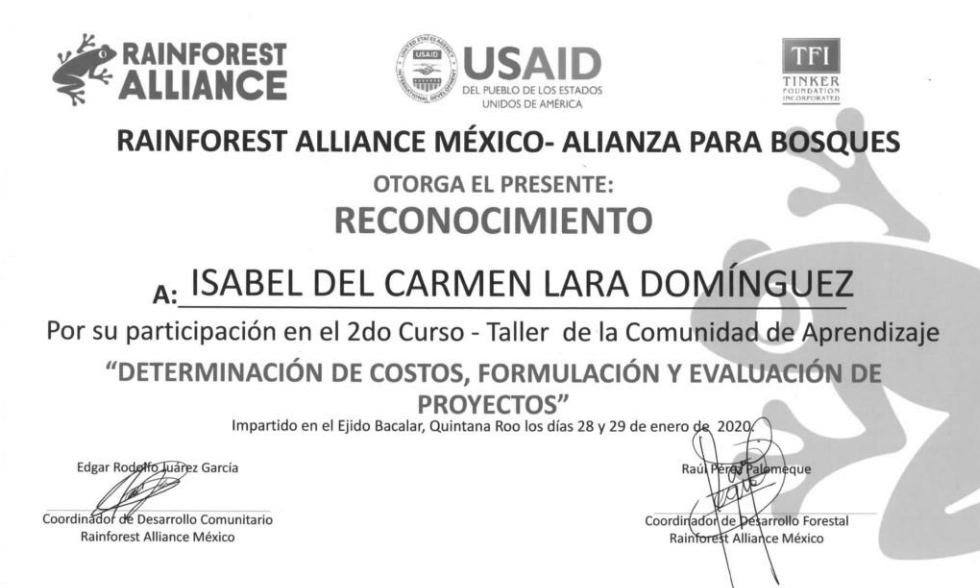 RAINFOREST
ALLIANCE
USAID
USAID
DEL PUEBLO DE LOS ESTADOS
UNIDOS DE AMÉRICA
TFI
TINKER
FOUNDATION
INCORPORATED
RAINFOREST ALLIANCE MÉXICO- ALIANZA PARA BOSQUES
OTORGA EL PRESENTE:
RECONOCIMIENTO
A: ISABEL DEL CARMEN LARA DOMÍNGUEZ
Por su participación en el 2do Curso - Taller de la Comunidad de Aprendizaje
“DETERMINACIÓN DE COSTOS, FORMULACIÓN Y EVALUACIÓN DE
PROYECTOS”
Impartido en el Ejido Bacalar, Quintana Roo los días 28 y 29 de enero de 2020.
Edgar Rodolfo Juárez García
Coordinador de Desarrollo Comunitario
Rainforest Alliance México
Raúl Pérez Palomeque
Coordinador de Desarrollo Forestal
Rainforest Alliance México